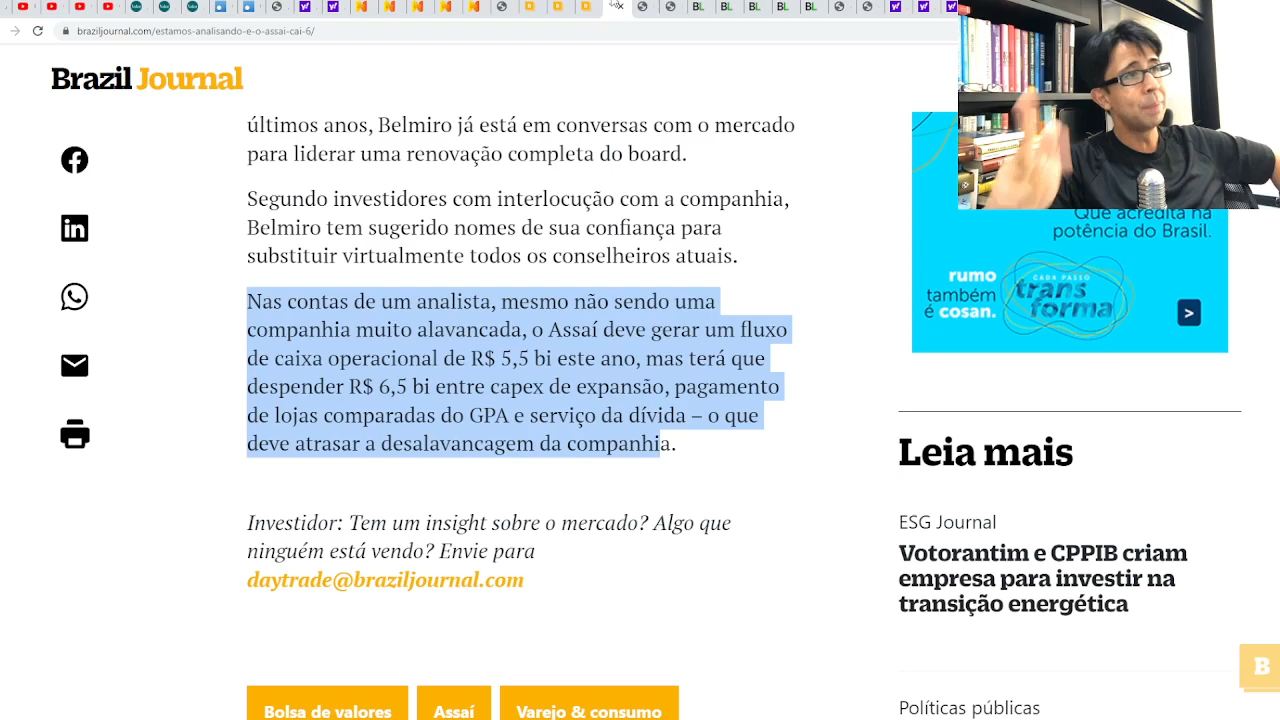 braziljournal.com/estamos-analisando-e-o-assai-cai-6/
Brazil Journal
últimos anos, Belmiro já está em conversas com o mercado
para liderar uma renovação completa do board.
Segundo investidores com interlocução com a companhia,
Belmiro tem sugerido nomes de sua confiança para
substituir virtualmente todos os conselheiros atuais.
Nas contas de um analista, mesmo não sendo uma
companhia muito alavancada, o Assaí deve gerar um fluxo
de caixa operacional de R$ 5,5 bi este ano, mas terá que
despender R$ 6,5 bi entre capex de expansão, pagamento
de lojas comparadas do GPA e serviço da dívida – o que
deve atrasar a desalavancagem da companhia.
Investidor: Tem um insight sobre o mercado? Algo que
ninguém está vendo? Envie para
daytrade@braziljournal.com
Bolsa de valores
Assaí
Varejo & consumo
Que acredita na
potência do Brasil.
rumo
também
é cosan.
CADA PASSO
trans
forma
>
Leia mais
ESG Journal
Votorantim e CPPIB criam
empresa para investir na
transição energética
B
Políticas públicas